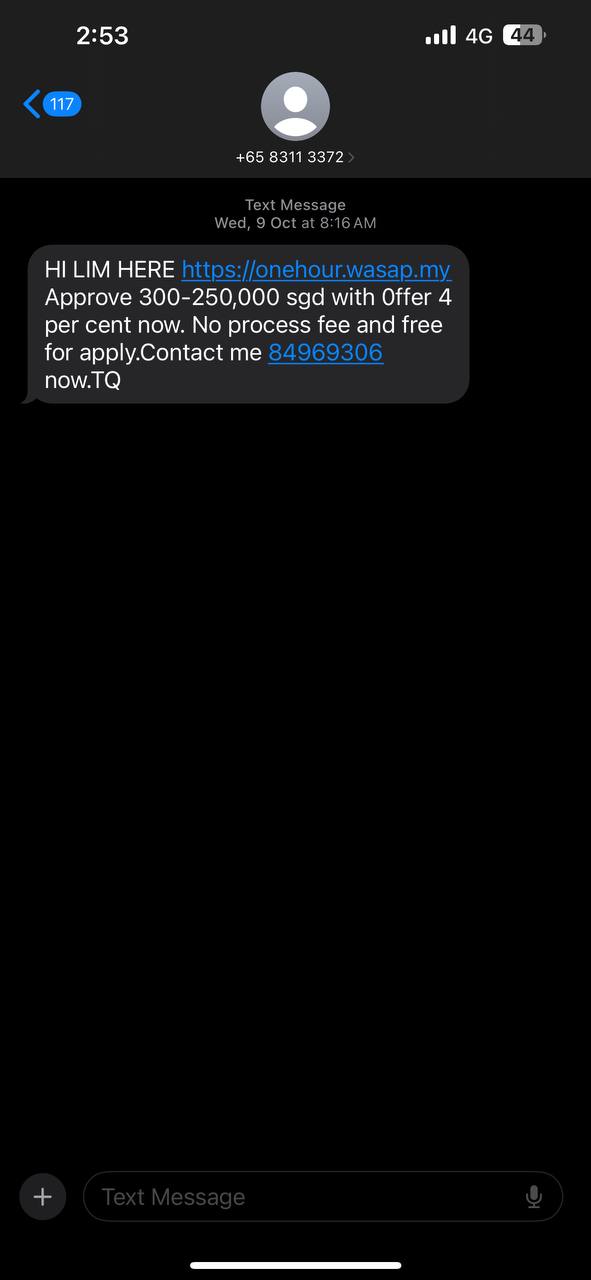 2:53
4G
44
117
+65 8311 3372
Text Message
Wed, 9 Oct at 8:16 AM
HI LIM HERE https://onehour.wasap.my
Approve 300-250,000 sgd with 0ffer 4
per cent now. No process fee and free
for apply.Contact me 84969306
now.TQ
Text Message